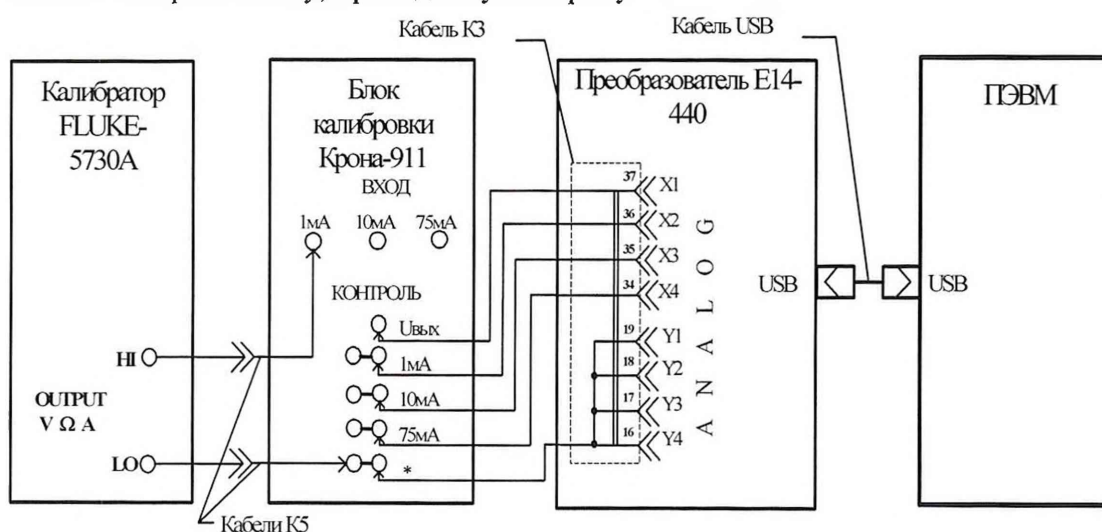 Кабель К3
Кабель USB
Калибратор
FLUKE-
5730A
Блок
калибровки
Крона-911
ВХОД
1мА 10мА 75мА
КОНТРОЛЬ
Uвых
1мА
10мА
75мА
*
HI
OUTPUT
V Ω A
LO
Кабели К5
Преобразователь Е14-
440
37 X1
36 X2
35 X3
34 X4
19 Y1
18 Y2
17 Y3
16 Y4
ANALOG
USB
ПЭВМ
USB